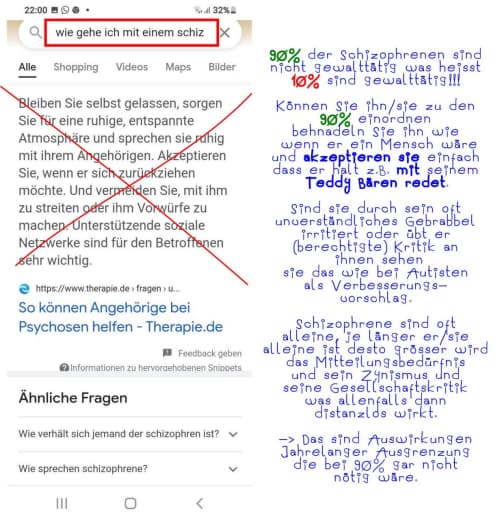 22:00
32%
wie gehe ich mit einem schiz
Alle Shopping Videos Maps Bilder
Bleiben Sie selbst gelassen, sorgen
Sie für eine ruhige, entspannte
Atmosphäre und sprechen sie ruhig
mit ihrem Angehörigen. Akzeptieren
Sie, wenn er sich zurückziehen
möchte. Und vermeiden Sie, mit ihm
zu streiten oder ihm Vorwürfe zu
machen. Unterstützende soziale
Netzwerke sind für den Betroffenen
sehr wichtig.
https://www.therapie.de › fragen › u...
So können Angehörige bei
Psychosen helfen - Therapie.de
Feedback geben
Informationen zu hervorgehobenen Snippets
Ähnliche Fragen
Wie verhält sich jemand der schizophren ist?
Wie sprechen schizophrene?
90% der Schizophrenen sind
nicht gewalttätig was heisst
10% sind gewalttätig!!!
Können Sie ihn/sie zu den
90% einordnen
behnadeln Sie ihn wie
wenn er ein Mensch wäre
und akzeptieren sie einfach
dass er halt z.B. mit seinem
Teddy Bären redet.
Sind sie durch sein oft
unverständliches Gebrabbel
irritiert oder übt er
(berechtigte) Kritik an
ihnen sehen
sie das wie bei Autisten
als Verbesserungs-
vorschlag.
Schizophrene sind oft
alleine, je länger er/sie
alleine ist desto grösser wird
das Mitteilungsbedürfnis
und sein Zynismus und
seine Gesellschaftskritik
was allenfalls dann
distanzlos wirkt.
-> Das sind Auswirkungen
Jahrelanger Ausgrenzung
die bei 90% gar nicht
nötig wäre.